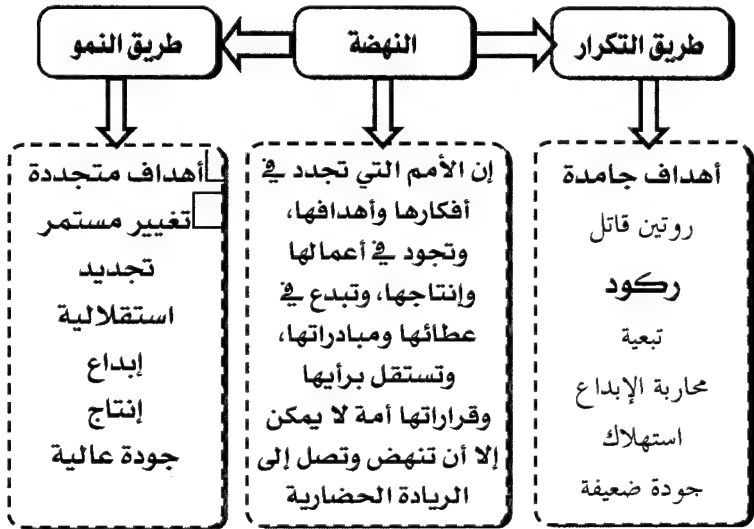 طريق التكرار
النهضة
طريق النمو
أهداف جامدة
روتين قاتل
ركود
تبعية
محاربة الإبداع
استهلاك
جودة ضعيفة
إن الأمم التي تجدد في
أفكارها وأهدافها،
وتجود في أعمالها
وإنتاجها، وتبدع في
عطائها ومبادراتها،
وتستقل برأيها
وقراراتها أمة لا يمكن
إلا أن تنهض وتصل إلى
الريادة الحضارية
أهداف متجددة
تغيير مستمر
تجديد
استقلالية
إبداع
إنتاج
جودة عالية